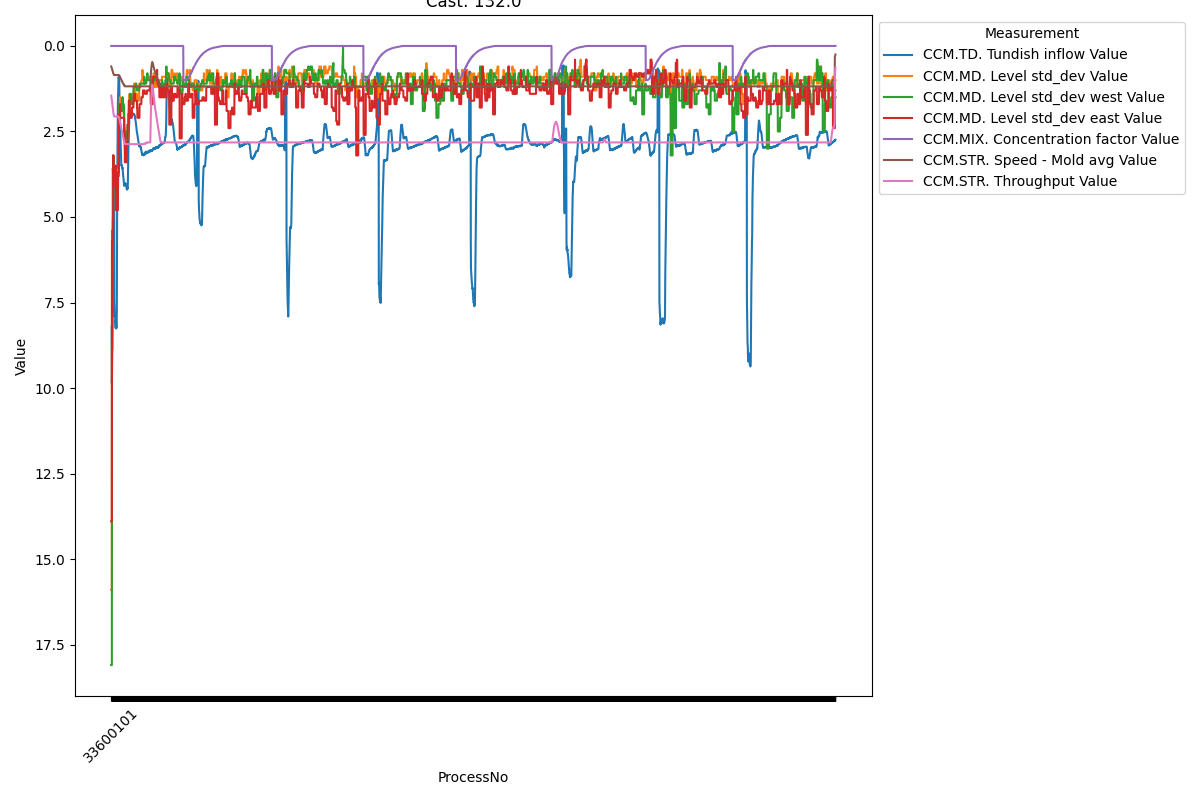 Cast: 132.0
Measurement
CCM.TD. Tundish inflow Value
CCM.MD. Level std_dev Value
CCM.MD. Level std_dev west Value
CCM.MD. Level std_dev east Value
CCM.MIX. Concentration factor Value
CCM.STR. Speed - Mold avg Value
CCM.STR. Throughput Value
0.0
2.5
5.0
7.5
10.0
12.5
15.0
17.5
Value
33600101
ProcessNo